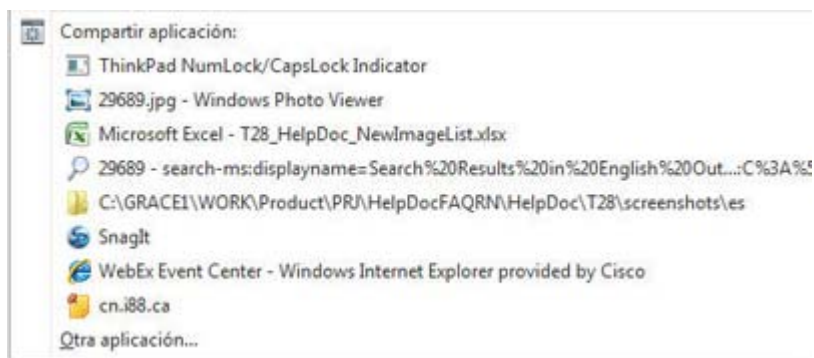 Compartir aplicación:
ThinkPad NumLock/CapsLock Indicator
29689.jpg - Windows Photo Viewer
Microsoft Excel - T28_HelpDoc_NewImageList.xlsx
29689 - search-ms:displayname=Search%20Results%20in%20English%20Out...:C%3A%5
C:\GRACE1\WORK\Product\PRJ\HelpDocFAQRN\HelpDoc\T28\screenshots\es
SnagIt
WebEx Event Center - Windows Internet Explorer provided by Cisco
cn.i88.ca
Otra aplicación...